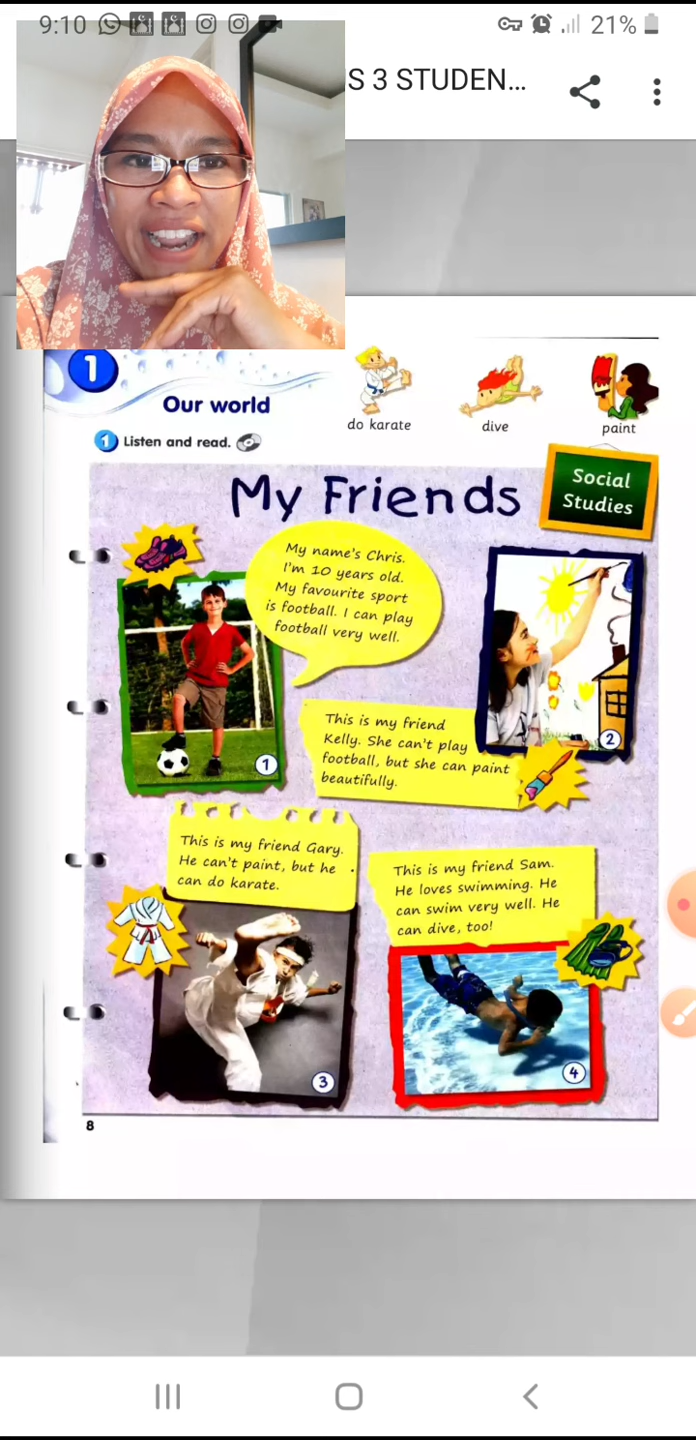 9:10
21%
S 3 STUDEN...
1
Our world
do karate
dive
paint
1 Listen and read.
My Friends
Social
Studies
My name's Chris.
I'm 10 years old.
My favourite sport
is football. I can play
football very well.
1
2
This is my friend
Kelly. She can't play
football, but she can paint
beautifully.
This is my friend Gary.
He can't paint, but he
can do karate.
This is my friend Sam.
He loves swimming. He
can swim very well. He
can dive, too!
3
4
8